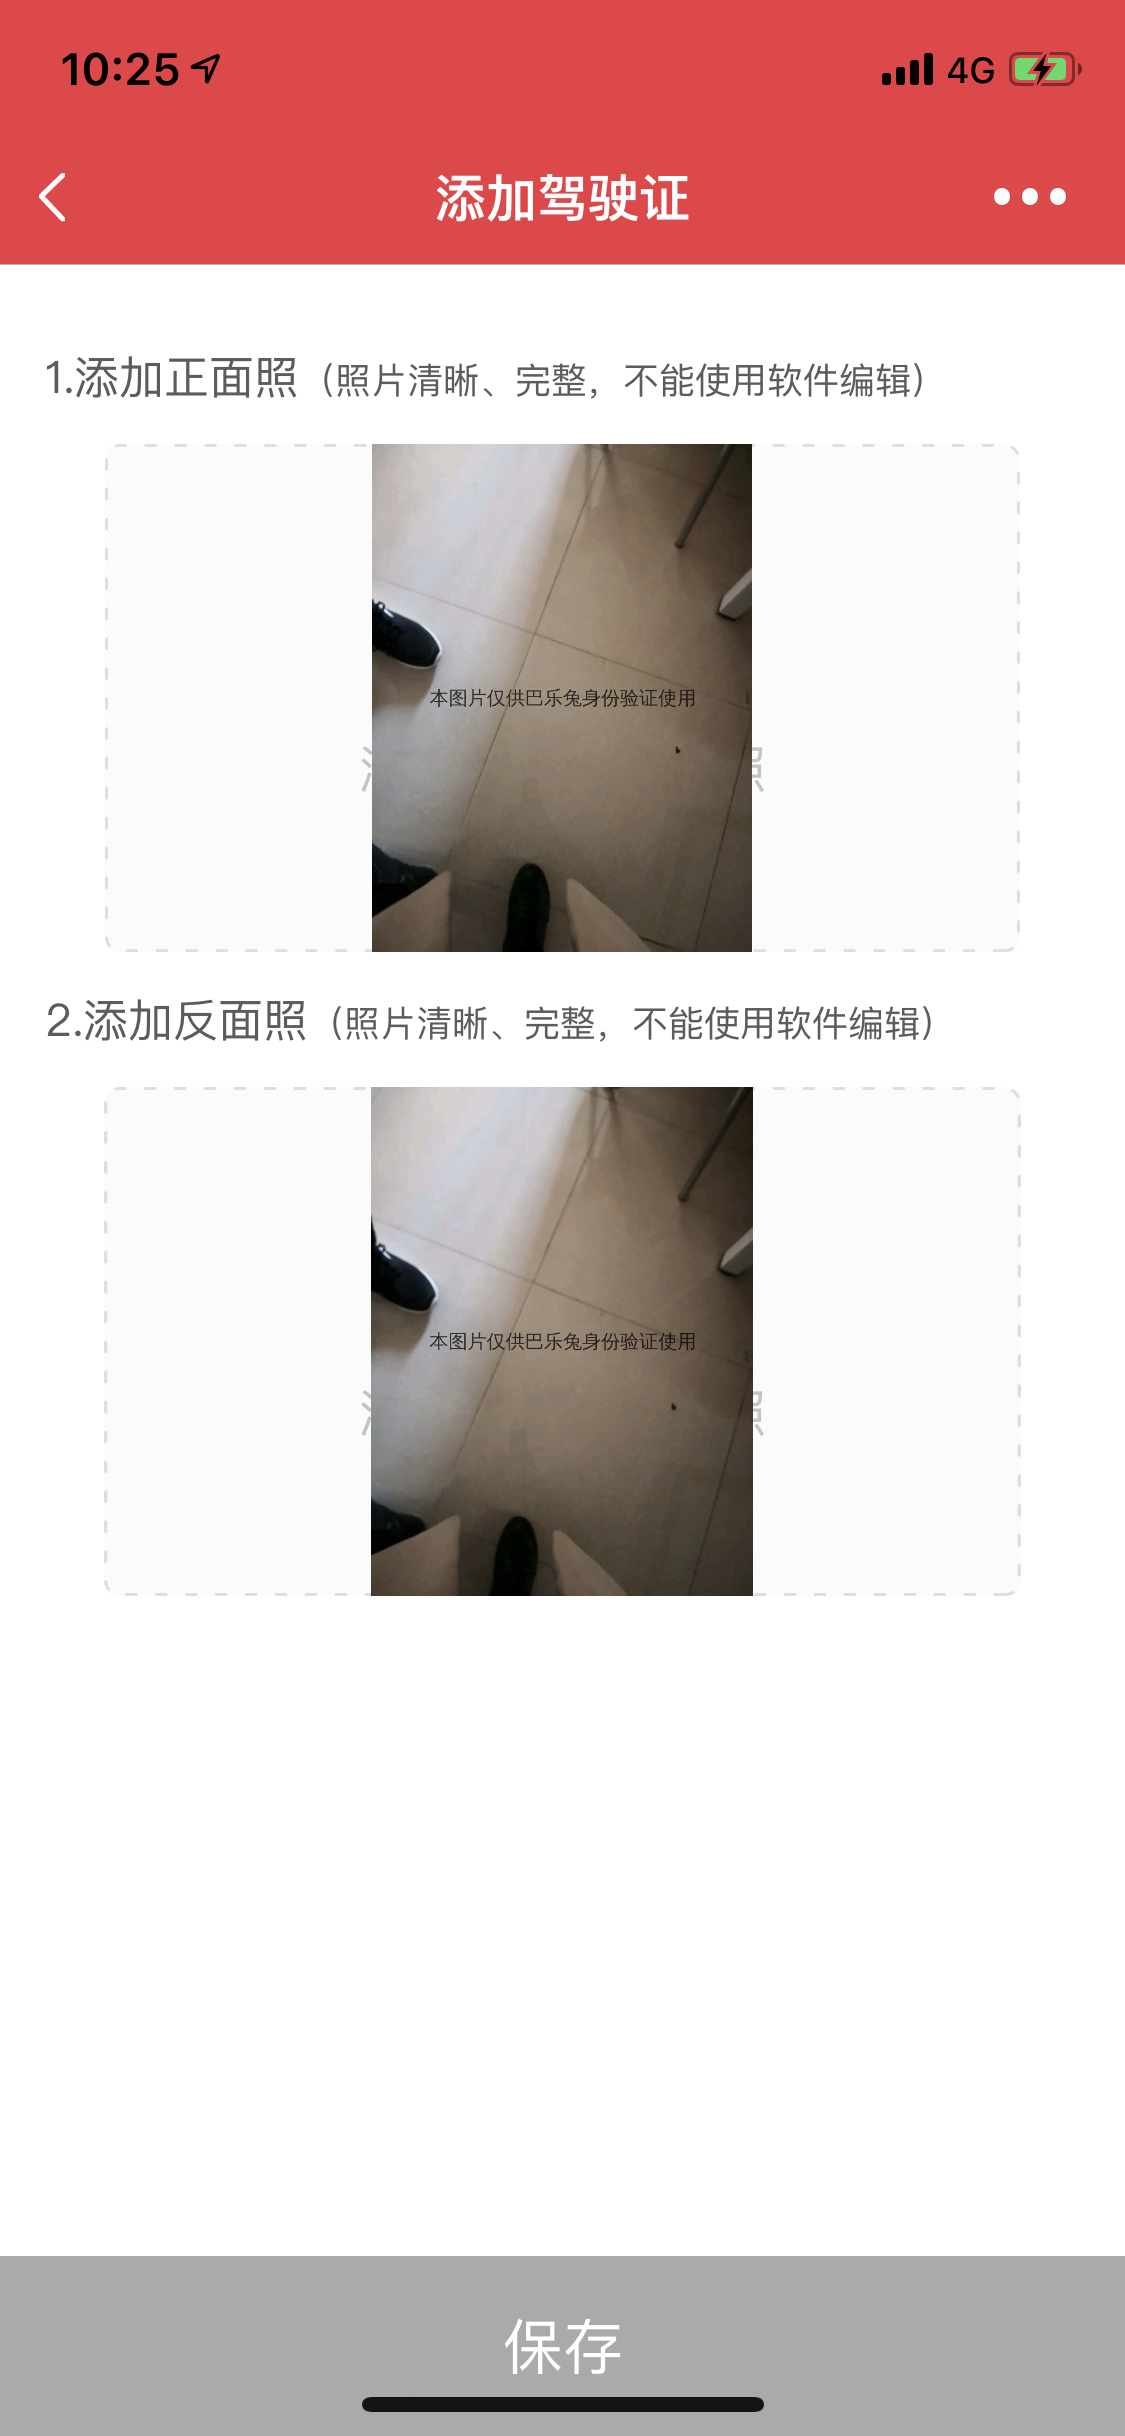 10:25
4G
添加驾驶证
1.添加正面照（照片清晰、完整，不能使用软件编辑）
本图片仅供巴乐兔身份验证使用
照
2.添加反面照（照片清晰、完整，不能使用软件编辑）
本图片仅供巴乐兔身份验证使用
照
保存